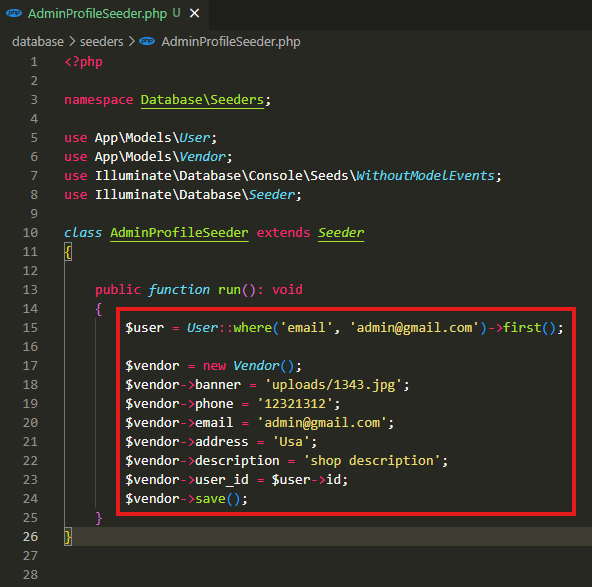 php AdminProfileSeeder.php U ×
database > seeders > php AdminProfileSeeder.php
1 <?php
2
3 namespace Database\Seeders;
4
5 use App\Models\User;
6 use App\Models\Vendor;
7 use Illuminate\Database\Console\Seeds\WithoutModelEvents;
8 use Illuminate\Database\Seeder;
9
10 class AdminProfileSeeder extends Seeder
11 {
12
13 public function run(): void
14 {
15 $user = User::where('email', 'admin@gmail.com')->first();
16
17 $vendor = new Vendor();
18 $vendor->banner = 'uploads/1343.jpg';
19 $vendor->phone = '12321312';
20 $vendor->email = 'admin@gmail.com';
21 $vendor->address = 'Usa';
22 $vendor->description = 'shop description';
23 $vendor->user_id = $user->id;
24 $vendor->save();
25 }
26 }
27
28